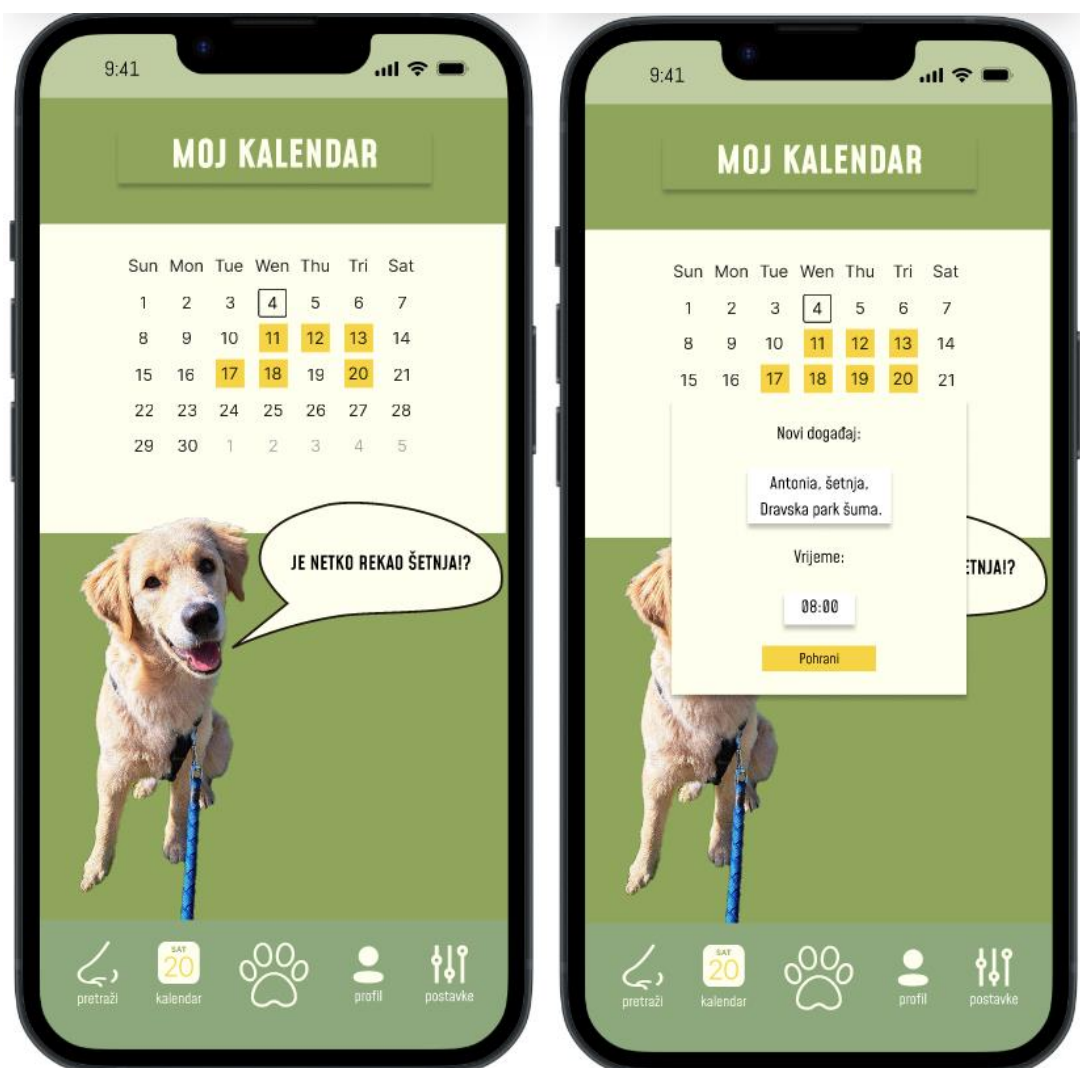 9:41
MOJ KALENDAR
Sun Mon Tue Wen Thu Tri Sat
1 2 3 4 5 6 7
8 9 10 11 12 13 14
15 16 17 18 19 20 21
22 23 24 25 26 27 28
29 30 1 2 3 4 5
JE NETKO REKAO ŠETNJA!?
SAT
20
pretraži kalendar profil postavke
9:41
MOJ KALENDAR
Sun Mon Tue Wen Thu Tri Sat
1 2 3 4 5 6 7
8 9 10 11 12 13 14
15 16 17 18 19 20 21
Novi događaj:
Antonia, šetnja,
Dravska park šuma.
Vrijeme:
08:00
Pohrani
ETNJA!?
SAT
20
pretraži kalendar profil postavke